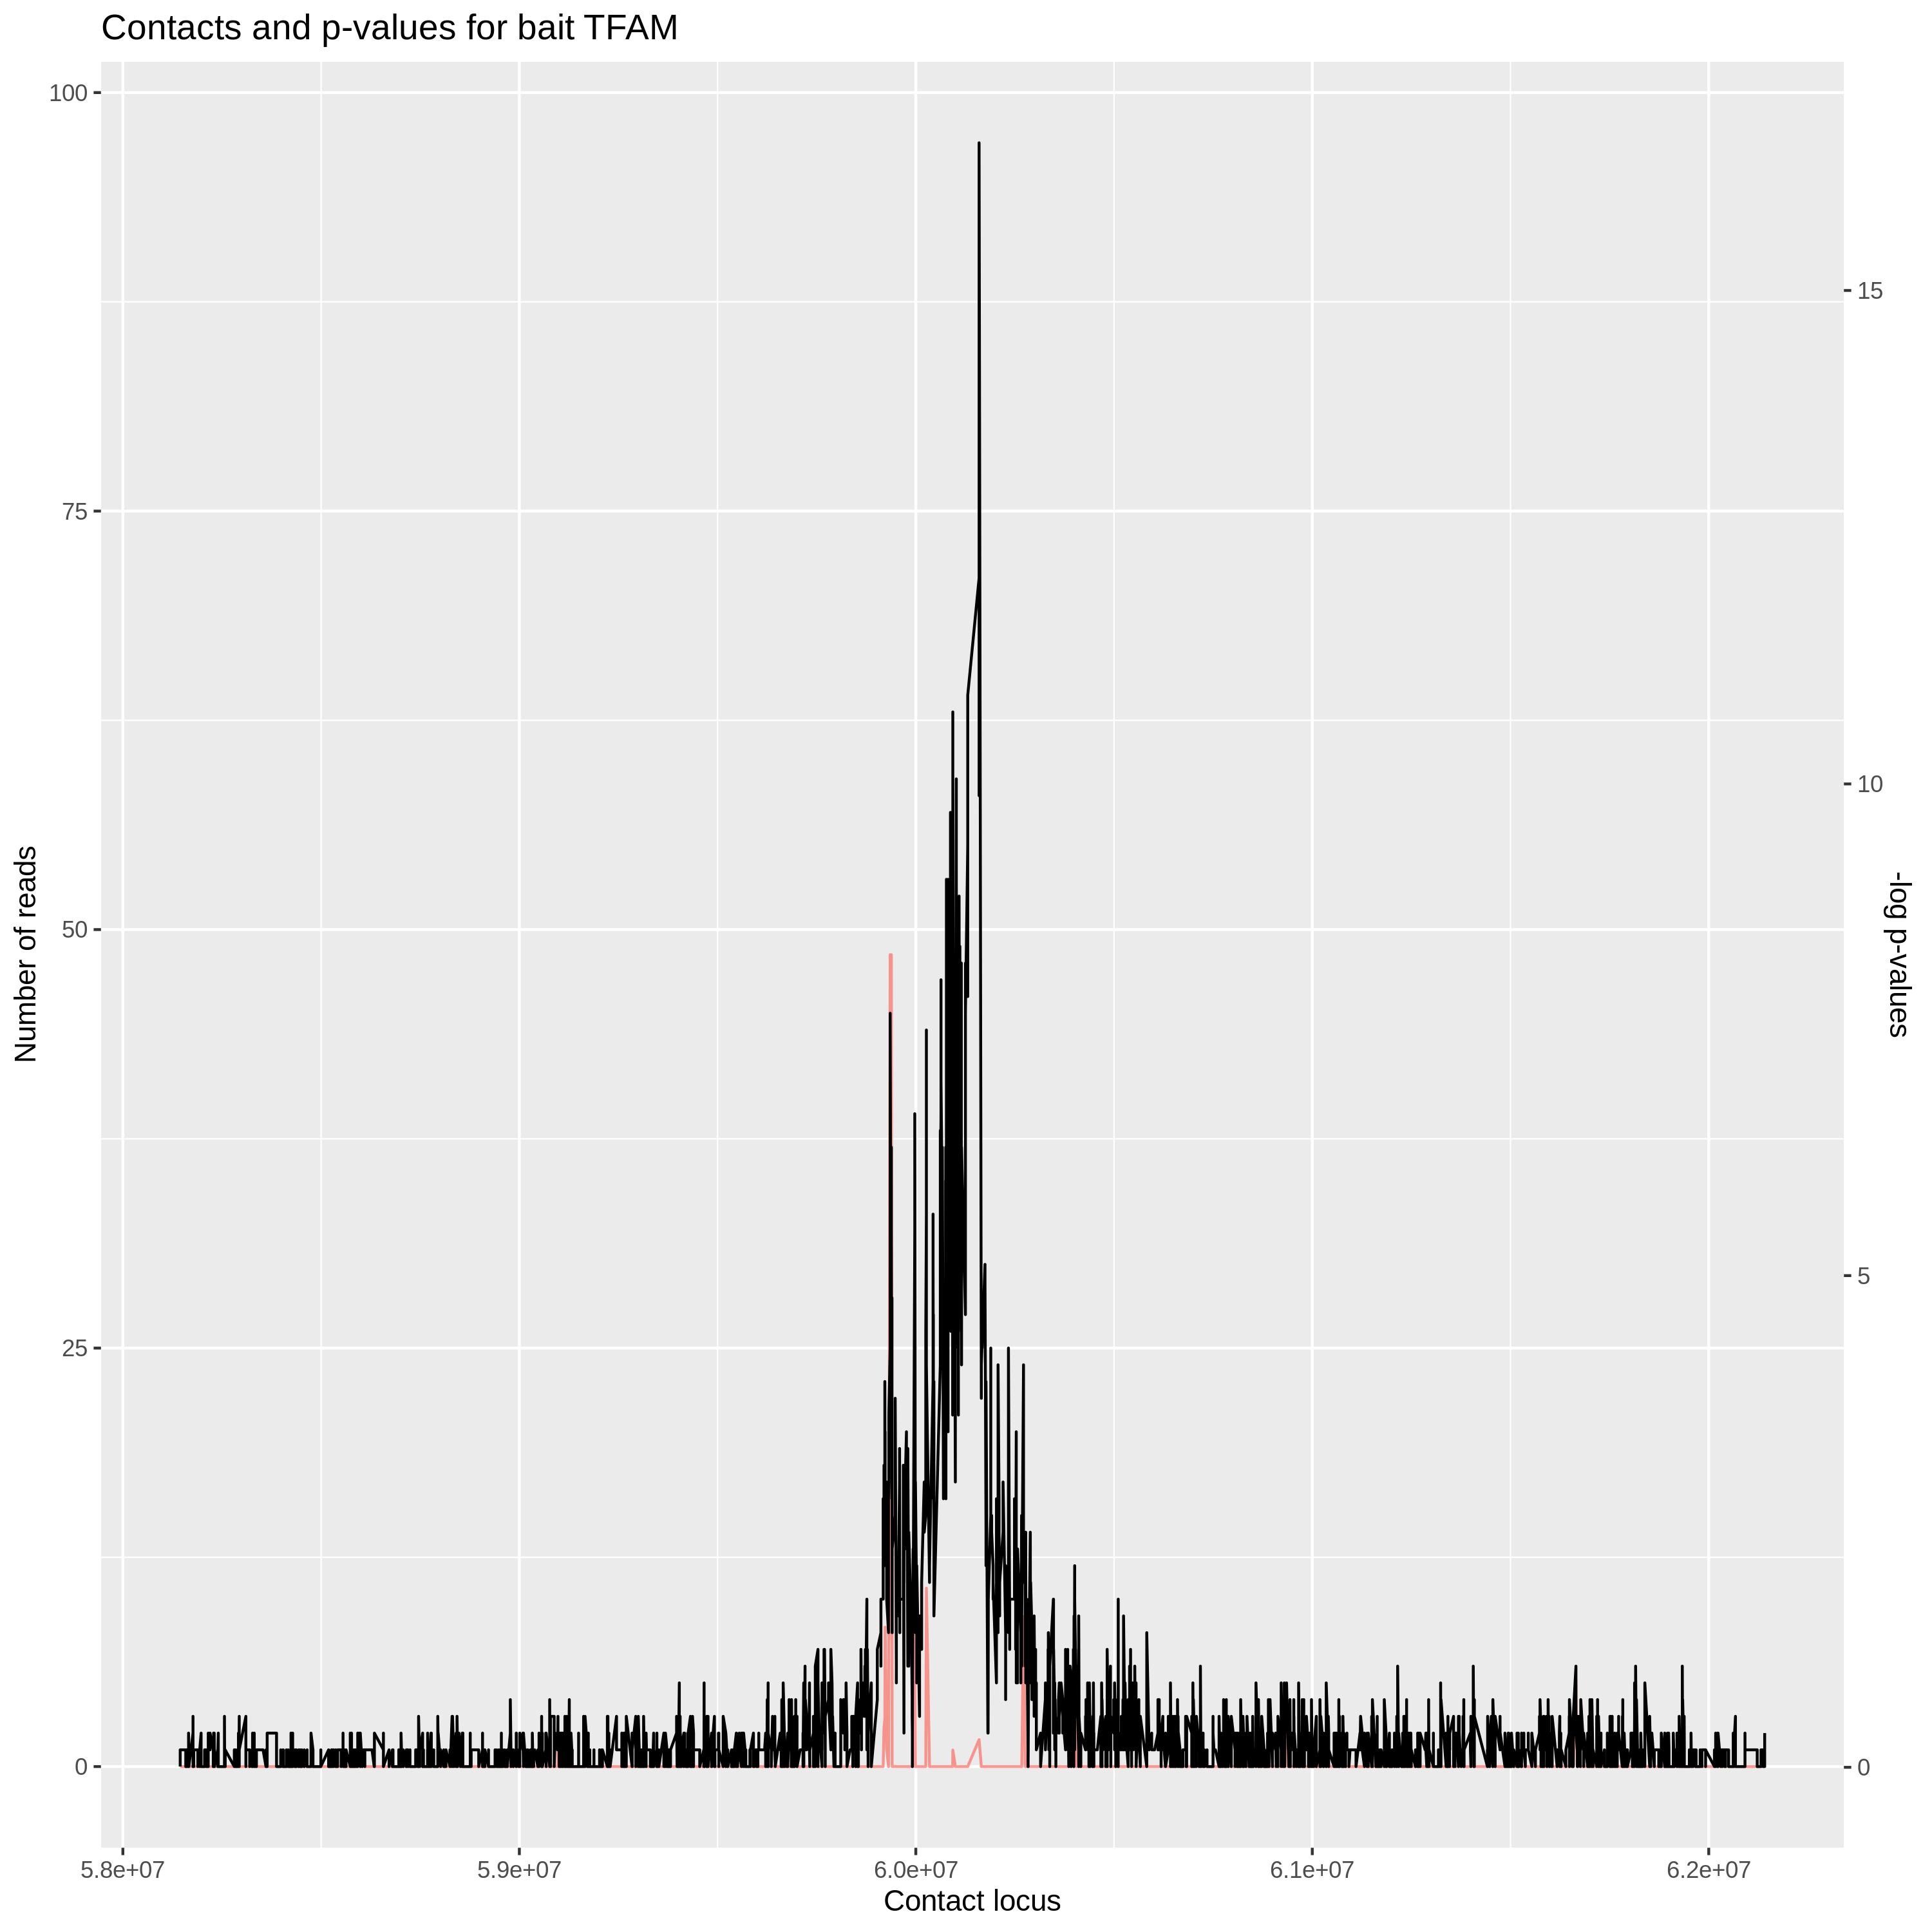 Contacts and p-values for bait TFAM
100
75
50
25
0
Number of reads
15
10
5
0
-log p-values
5.8e+07
5.9e+07
6.0e+07
6.1e+07
6.2e+07
Contact locus